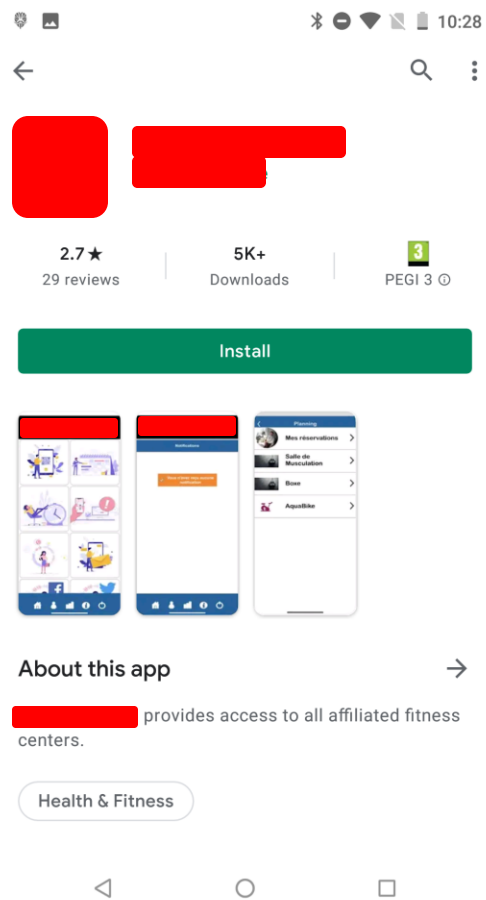 10:28
2.7★
29 reviews
5K+
Downloads
3
PEGI 3
Install
Notifications
Planning
Mes réservations
Salle de
Musculation
Boxe
AquaBike
About this app
provides access to all affiliated fitness
centers.
Health & Fitness